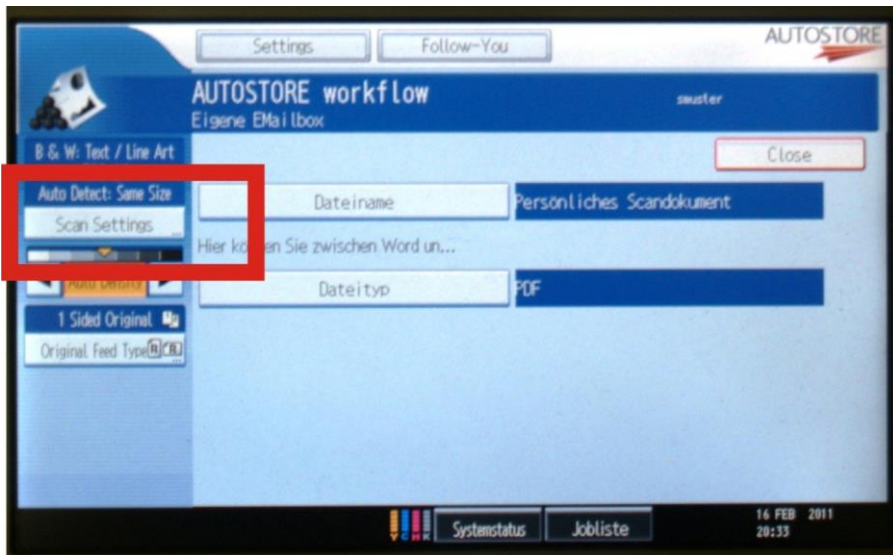 Settings
Follow-You
AUTOSTORE
AUTOSTORE workflow
Eigene EMailbox
smuster
B & W: Text / Line Art
Close
Auto Detect: Same Size
Scan Settings
Dateiname
Persönliches Scandokument
Hier können Sie zwischen Word un...
Auto Density
Dateityp
PDF
1 Sided Original
Original Feed Type
Systemstatus
Jobliste
16 FEB 2011
20:33
Y C M K